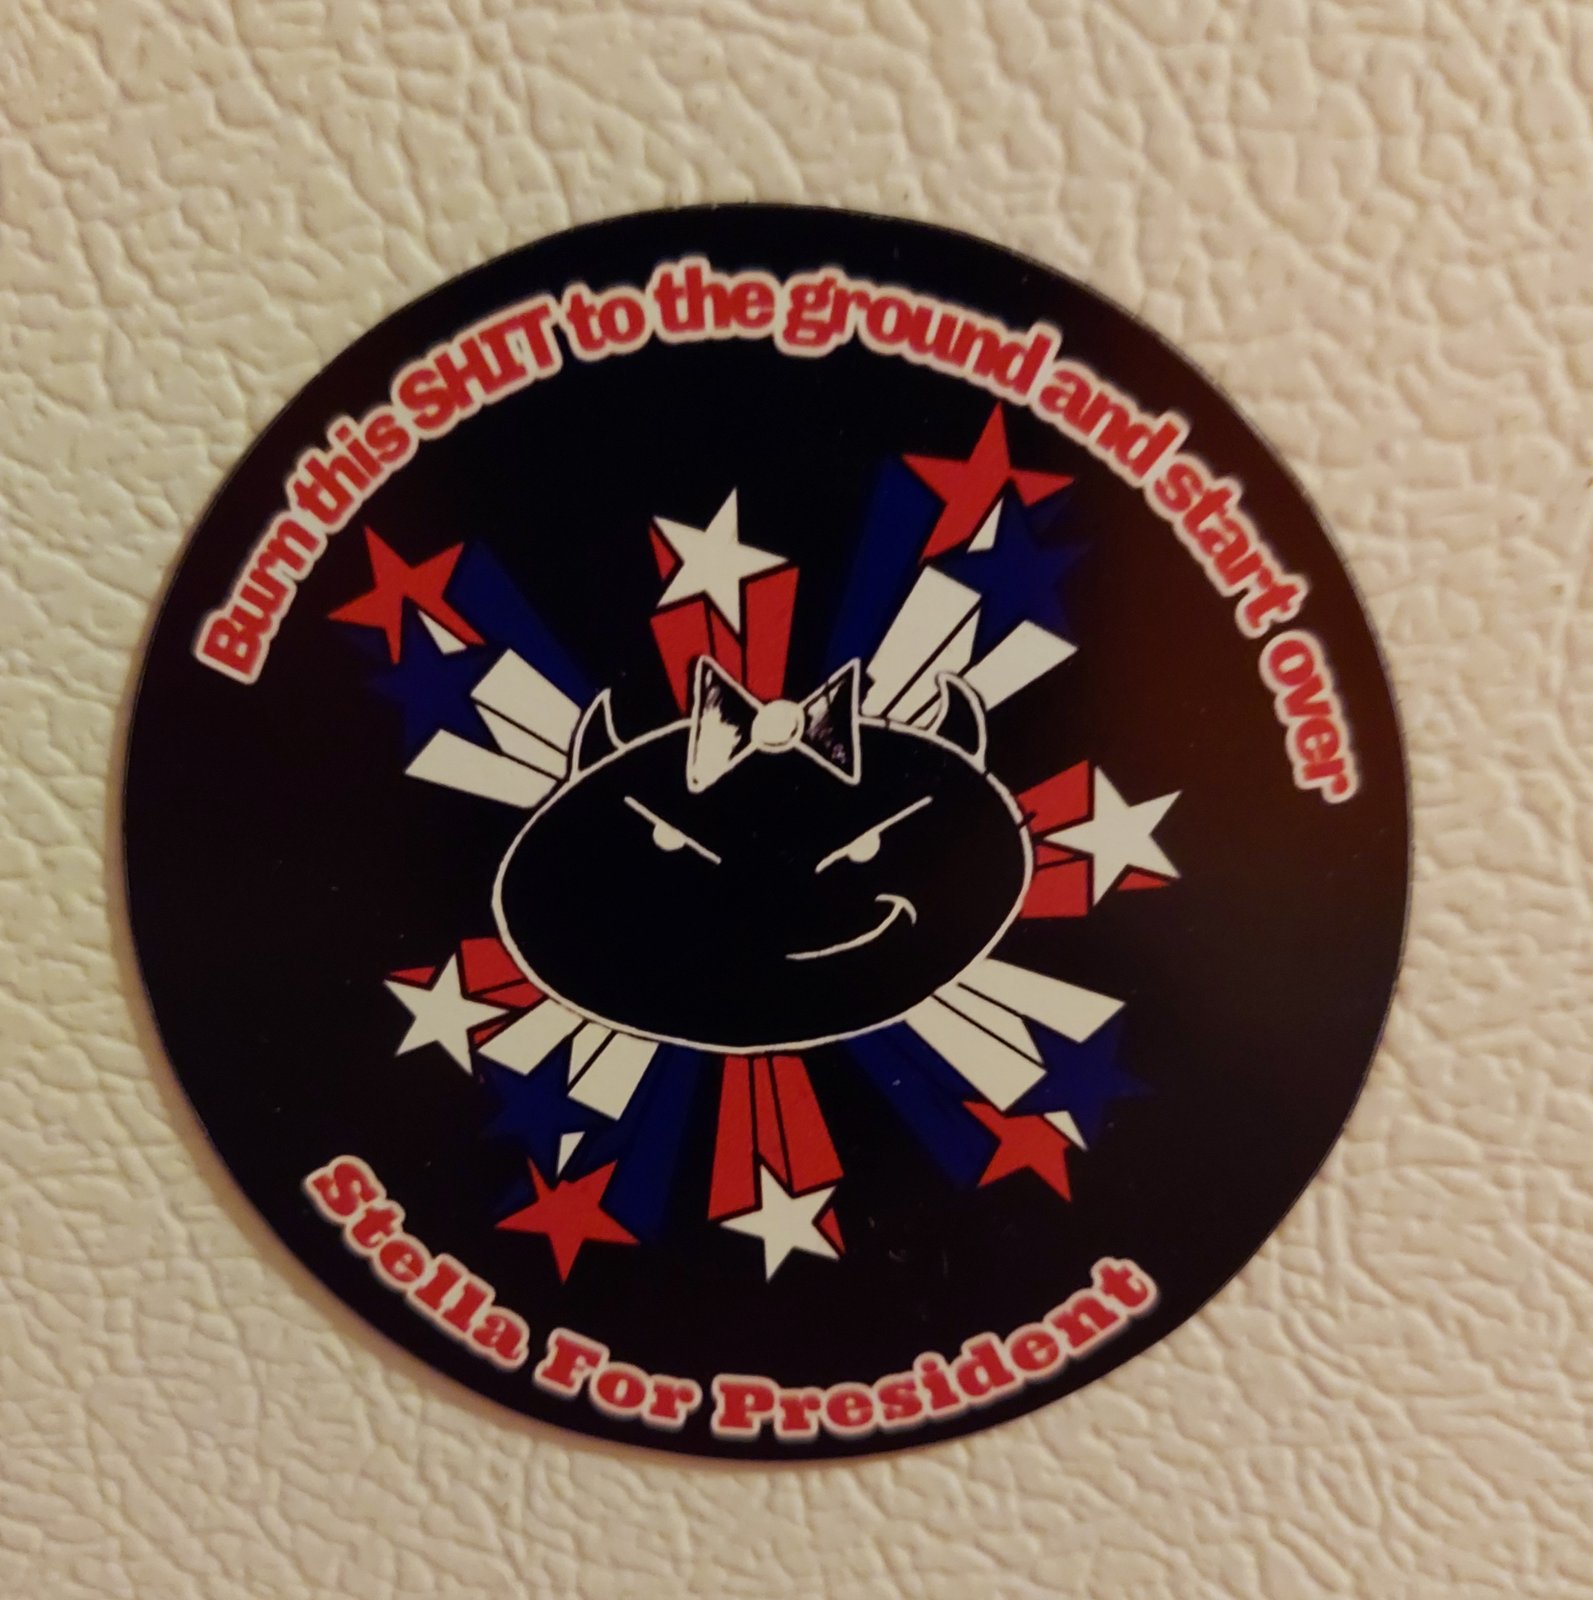 Burn this SHIT to the ground and start over
Stella For President